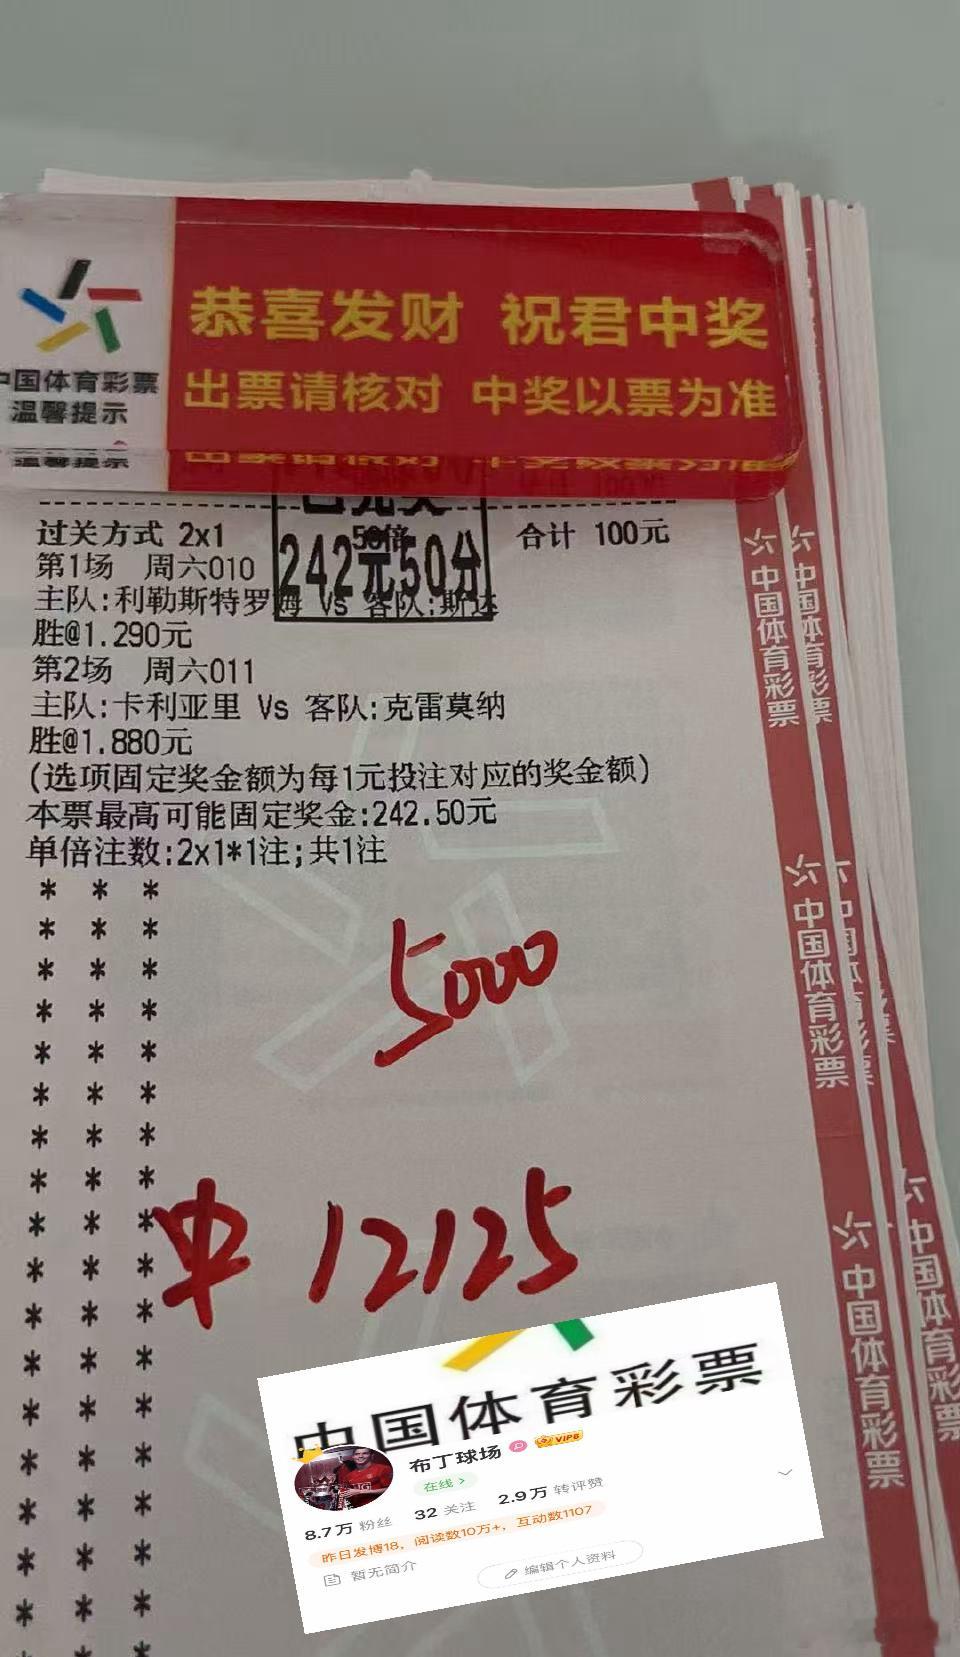 恭喜发财 祝君中奖
中国体育彩票
温馨提示
出票请核对 中奖以票为准
过关方式 2x1
50倍
合计 100元
242元50分
第1场 周六010
主队:利勒斯特罗姆 Vs 客队:斯达
胜@1.290元
第2场 周六011
主队:卡利亚里 Vs 客队:克雷莫纳
胜@1.880元
(选项固定奖金额为每1元投注对应的奖金额)
本票最高可能固定奖金:242.50元
单倍注数:2x1*1注;共1注
5000
中 12125
中国体育彩票
中国体育彩票
中国体育彩票
中国体育彩票
中国体育彩票
中国体育彩票
布丁球场 VIP8
在线 >
8.7万 粉丝 32 关注 2.9万 转评赞
昨日发博18，阅读数10万+，互动数1107
暂无简介
编辑个人资料